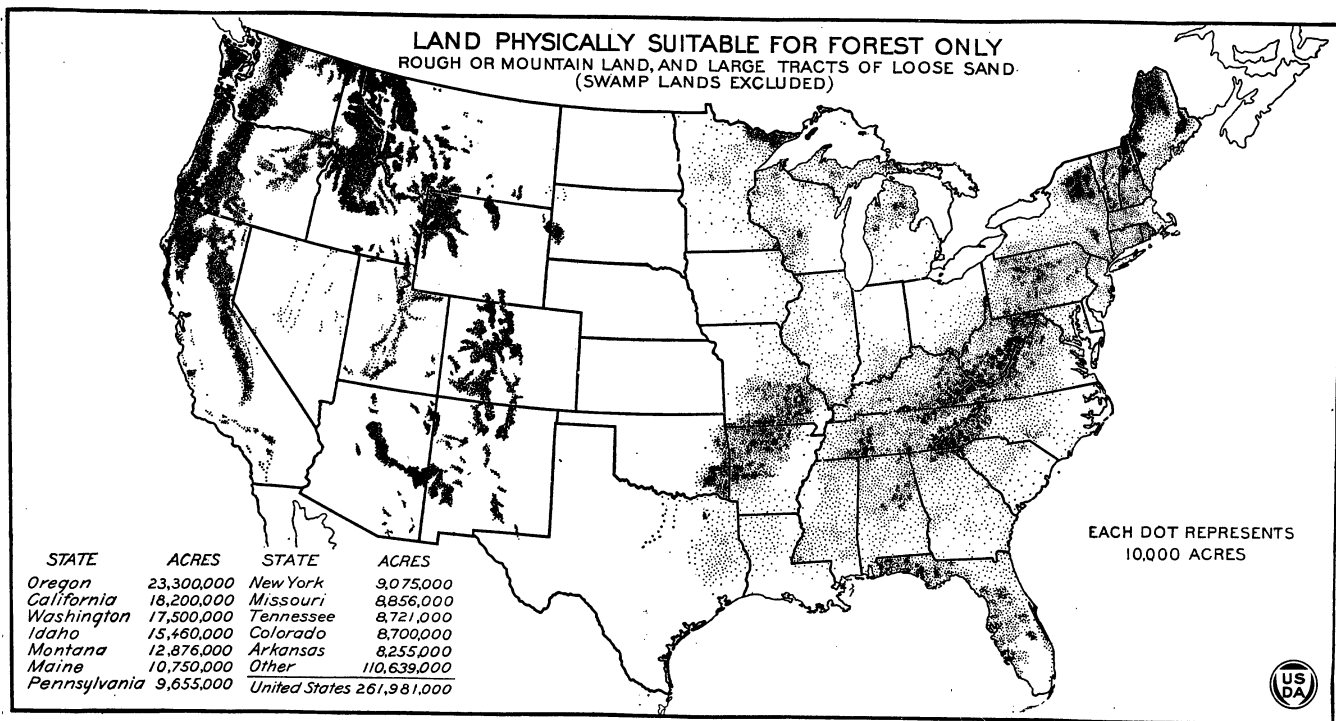 LAND PHYSICALLY SUITABLE FOR FOREST ONLY
ROUGH OR MOUNTAIN LAND, AND LARGE TRACTS OF LOOSE SAND
(SWAMP LANDS EXCLUDED)
EACH DOT REPRESENTS
10,000 ACRES
STATE ACRES STATE ACRES
Oregon 23,300,000 New York 9,075,000
California 18,200,000 Missouri 8,856,000
Washington 17,500,000 Tennessee 8,721,000
Idaho 15,460,000 Colorado 8,700,000
Montana 12,876,000 Arkansas 8,255,000
Maine 10,750,000 Other 110,639,000
Pennsylvania 9,655,000 United States 261,981,000
US
DA